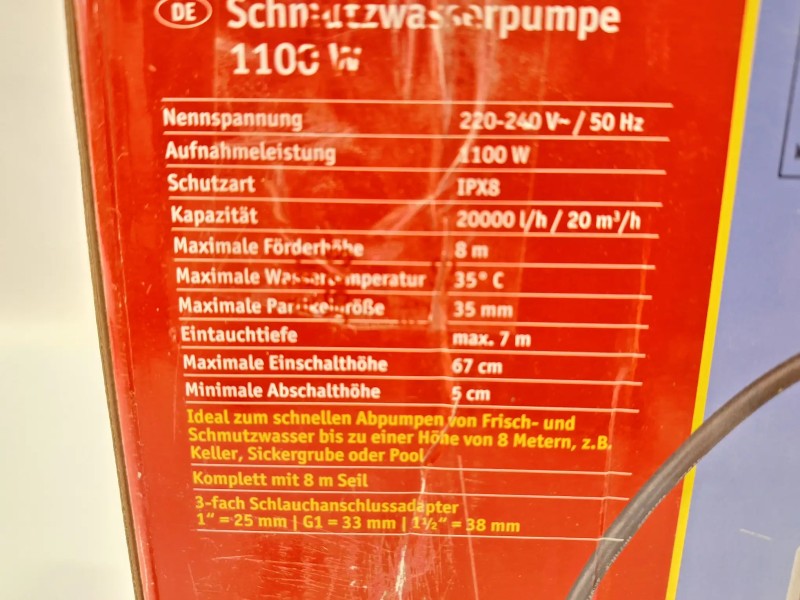 DE Schmutzwasserpumpe
1100 W
Nennspannung 220-240 V~ / 50 Hz
Aufnahmeleistung 1100 W
Schutzart IPX8
Kapazität 20000 l/h / 20 m³/h
Maximale Förderhöhe 8 m
Maximale Wassertemperatur 35° C
Maximale Partikelgröße 35 mm
Eintauchtiefe max. 7 m
Maximale Einschalthöhe 67 cm
Minimale Abschalthöhe 5 cm
Ideal zum schnellen Abpumpen von Frisch- und
Schmutzwasser bis zu einer Höhe von 8 Metern, z.B.
Keller, Sickergrube oder Pool
Komplett mit 8 m Seil
3-fach Schlauchanschlussadapter
1“ = 25 mm | G1 = 33 mm | 1½“ = 38 mm